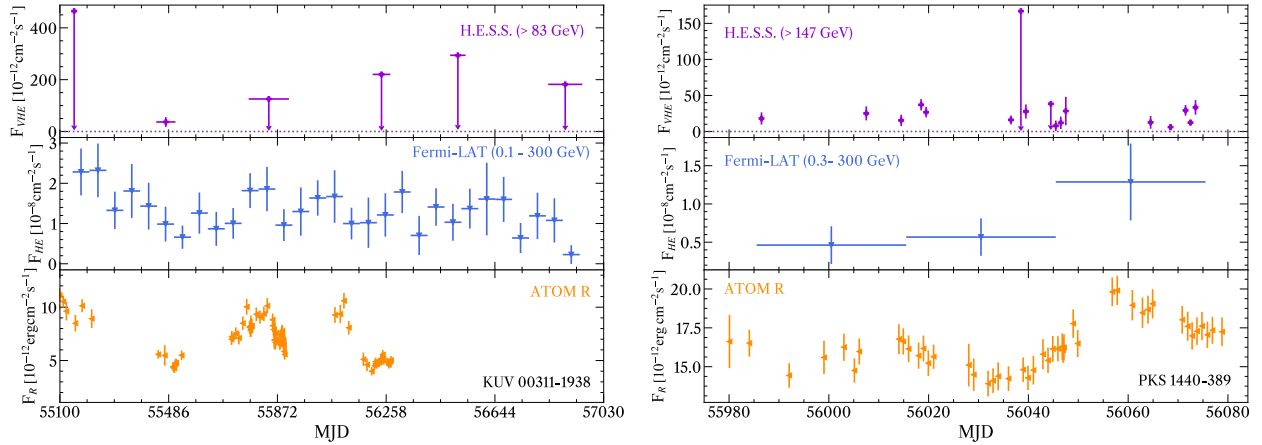 H.E.S.S. (> 83 GeV)
F_VHE [10^-12 cm^-2 s^-1]
400
200
0
Fermi-LAT (0.1 - 300 GeV)
F_HE [10^-8 cm^-2 s^-1]
3
2
1
0
ATOM R
F_R [10^-12 erg cm^-2 s^-1]
10
5
KUV 00311-1938
55100 55486 55872 56258 56644 57030
MJD
H.E.S.S. (> 147 GeV)
F_VHE [10^-12 cm^-2 s^-1]
150
100
50
0
Fermi-LAT (0.3- 300 GeV)
F_HE [10^-8 cm^-2 s^-1]
1.5
1.0
0.5
ATOM R
F_R [10^-12 erg cm^-2 s^-1]
20.0
17.5
15.0
PKS 1440-389
55980 56000 56020 56040 56060 56080
MJD